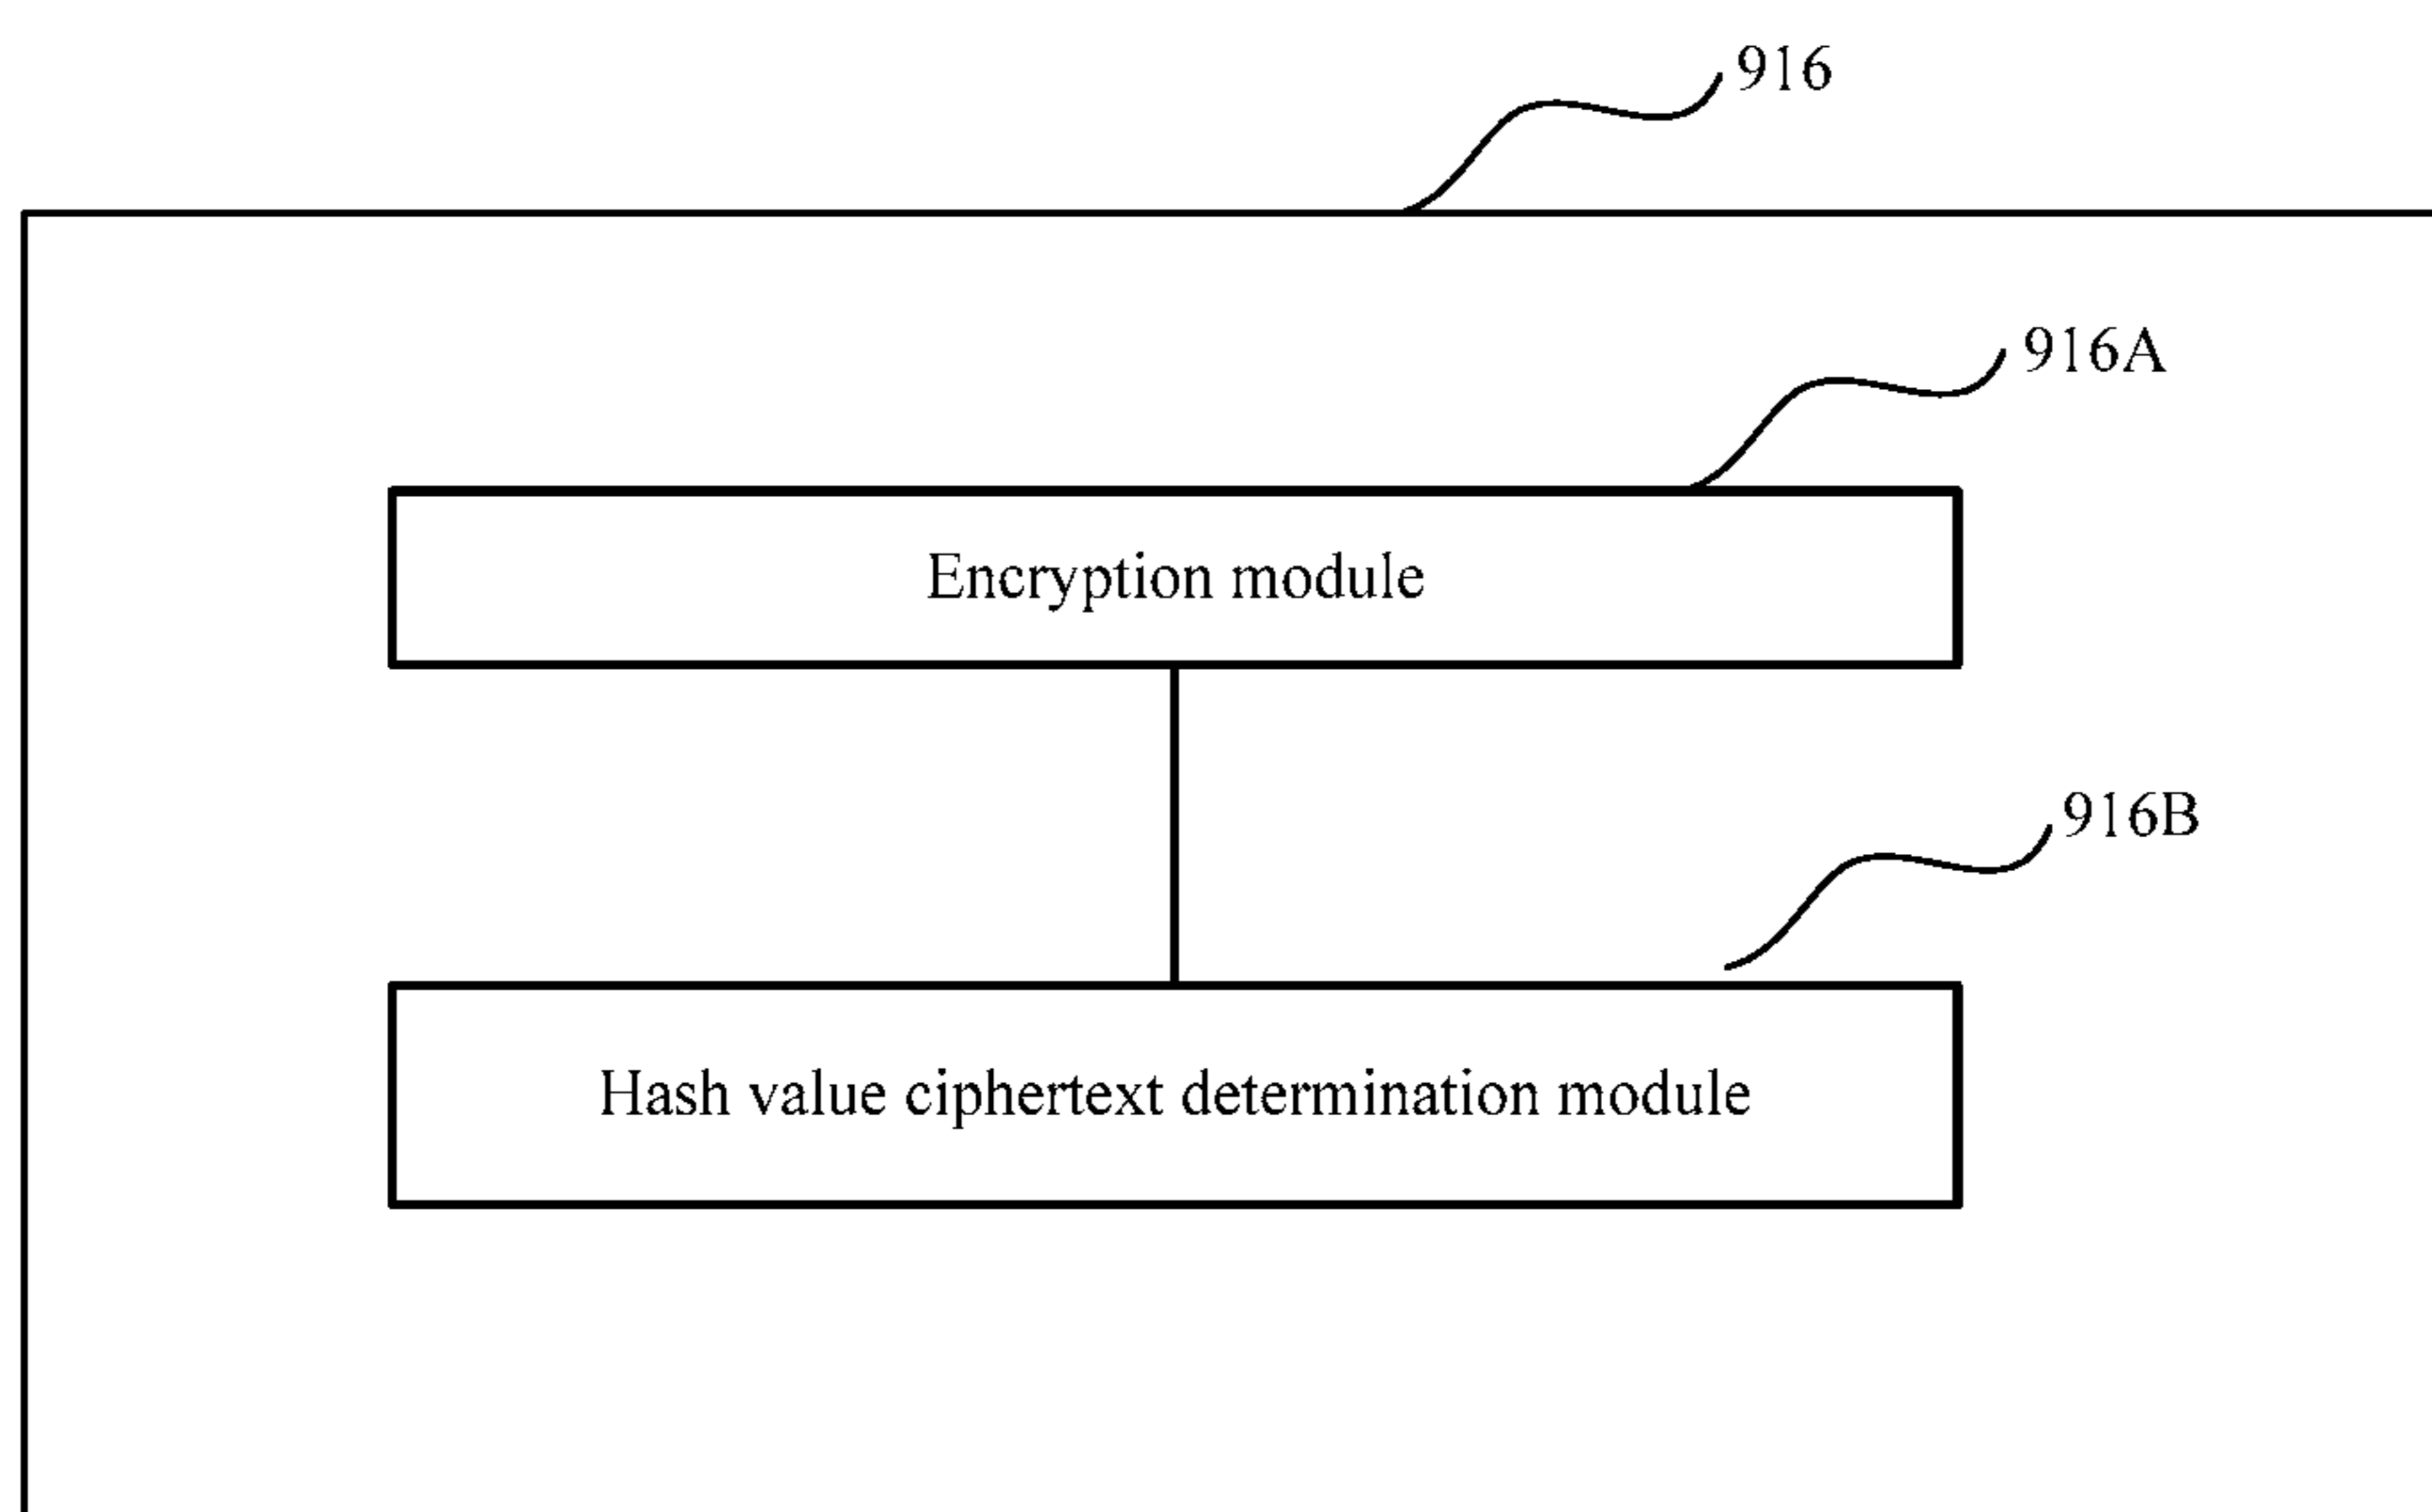 916
916A
Encryption module
916B
Hash value ciphertext determination module